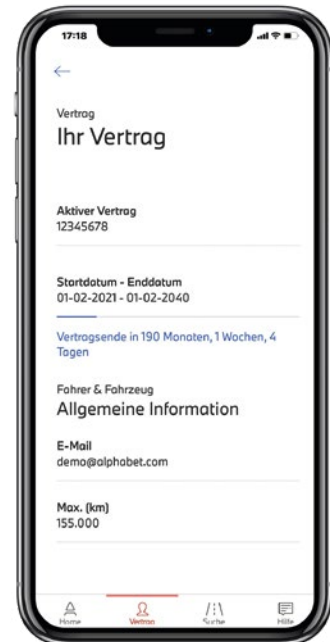 17:18
Vertrag
Ihr Vertrag
Aktiver Vertrag
12345678
Startdatum - Enddatum
01-02-2021 - 01-02-2040
Vertragsende in 190 Monaten, 1 Wochen, 4
Tagen
Fahrer & Fahrzeug
Allgemeine Information
E-Mail
demo@alphabet.com
Max. (km)
155.000
Home Vertrag Suche Hilfe